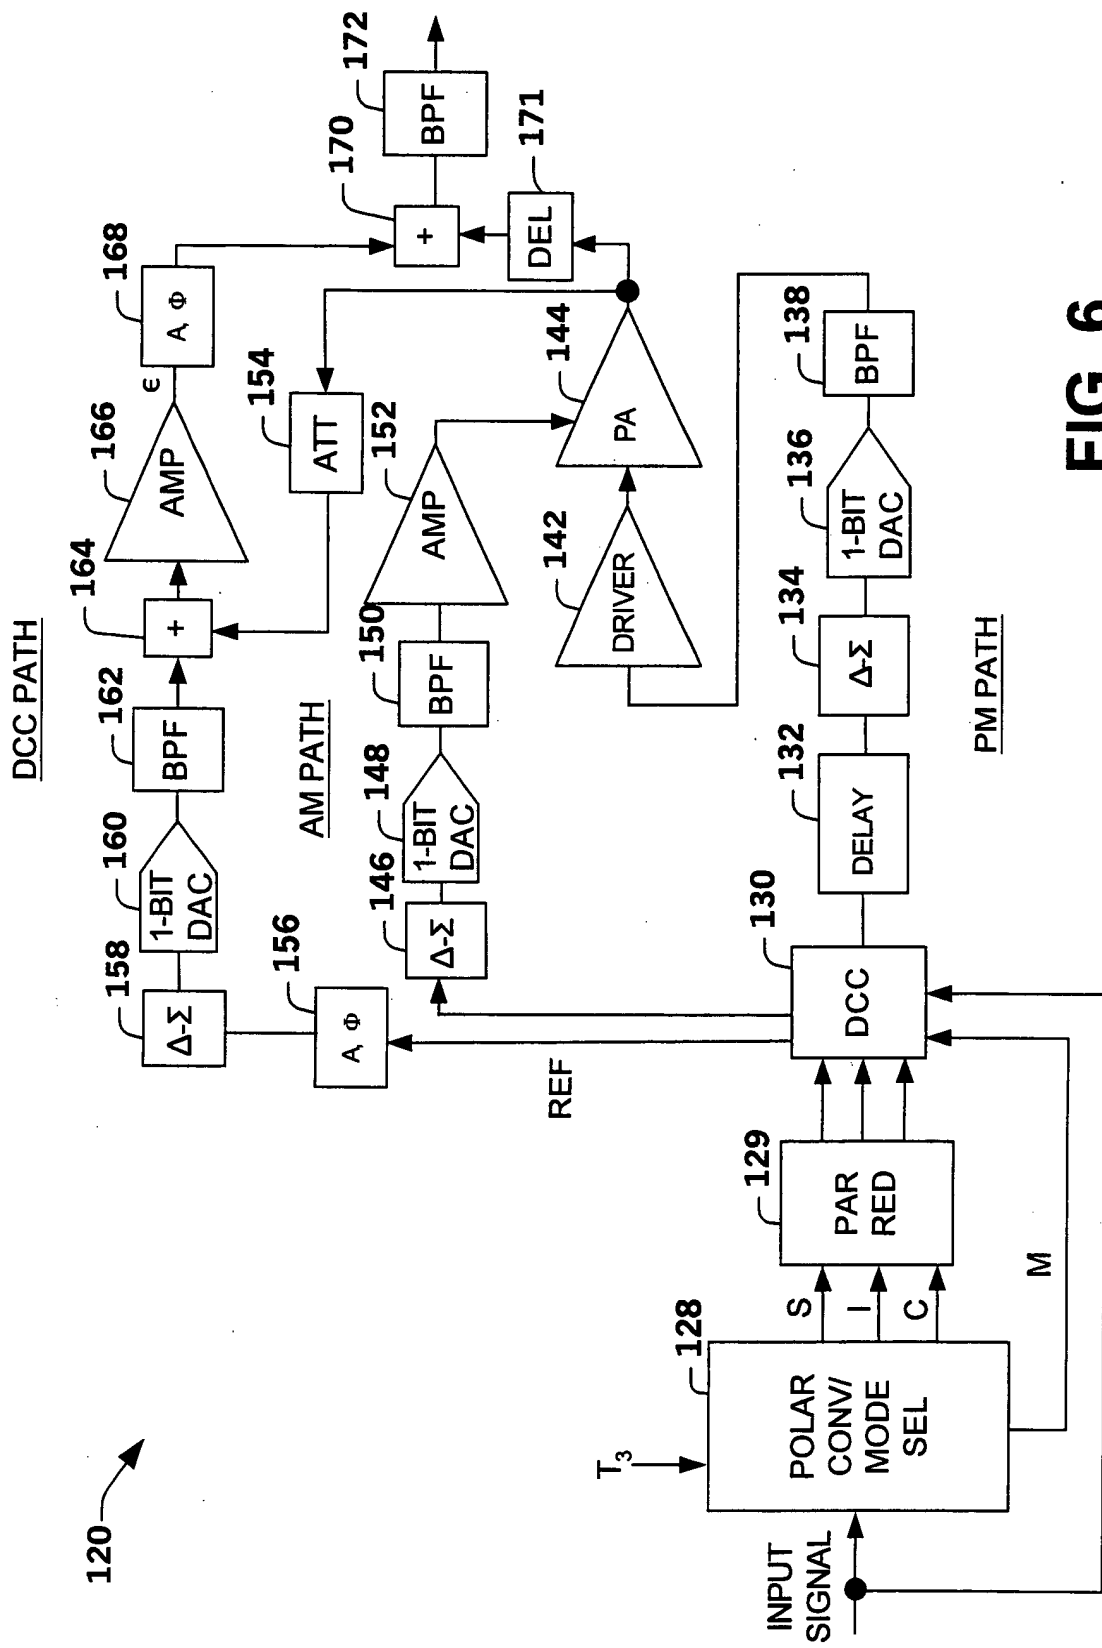 120
INPUT
SIGNAL
T3
POLAR
CONV/
MODE
SEL
128
S
I
C
M
PAR
RED
129
DCC
130
REF
DCC PATH
A, Φ
156
Δ-Σ
158
1-BIT
DAC
160
BPF
162
+
164
AMP
166
ϵ
A, Φ
168
AM PATH
Δ-Σ
146
1-BIT
DAC
148
BPF
150
AMP
152
ATT
154
PM PATH
DELAY
132
Δ-Σ
134
1-BIT
DAC
136
BPF
138
DRIVER
142
PA
144
DEL
171
+
170
BPF
172
FIG. 6